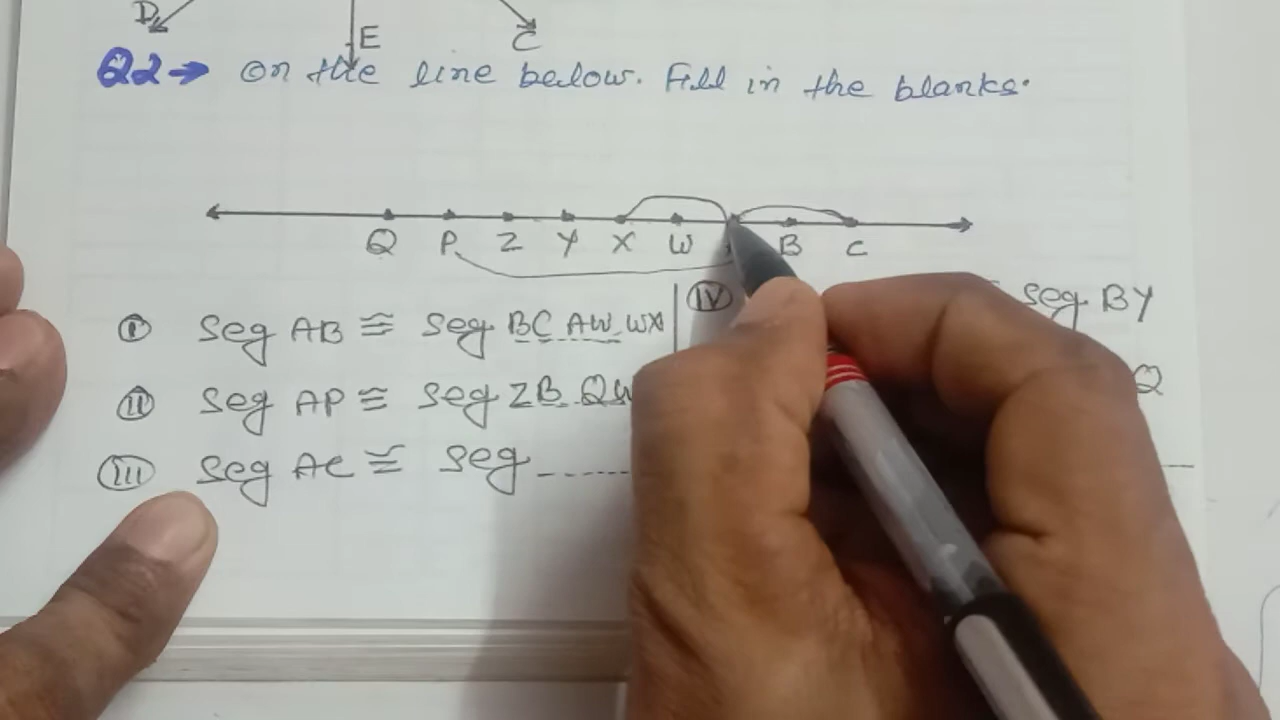 D E C
Q2→ On the line below. Fill in the blanks.
Q P Z Y X W B C
(I) seg AB ≅ seg BC AW WX
(II) seg AP ≅ seg ZB QW
(III) seg AC ≅ seg ------
(IV) seg BY
Q